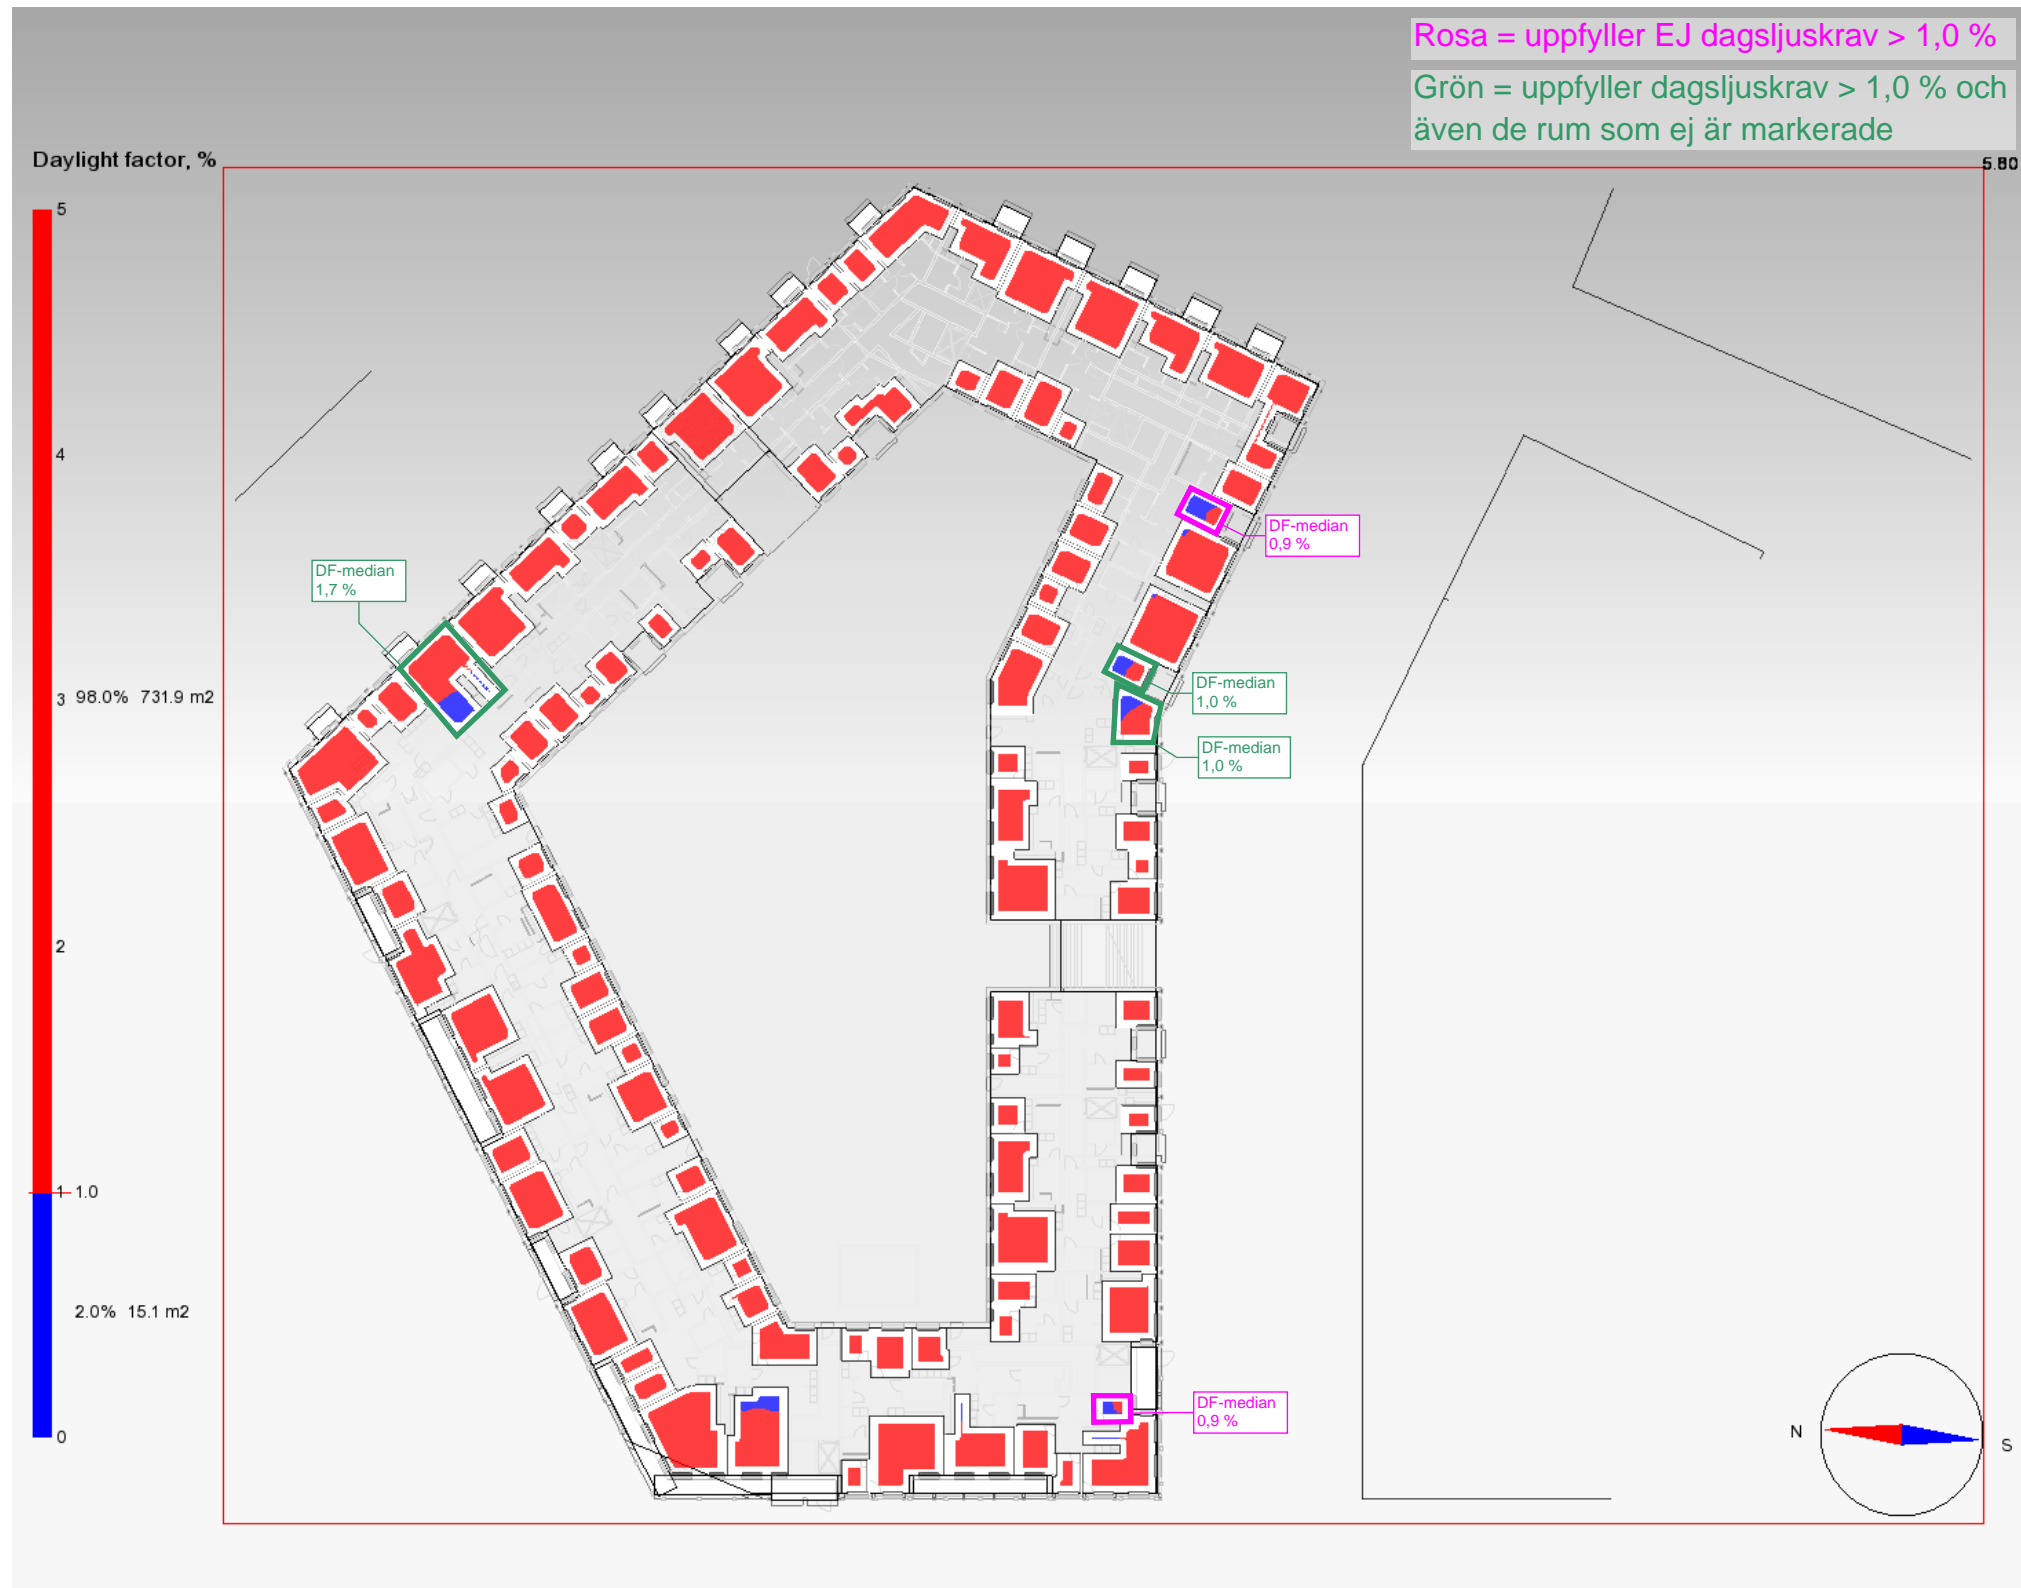 Rosa = uppfyller EJ dagsljuskrav > 1,0 %
Grön = uppfyller dagsljuskrav > 1,0 % och
även de rum som ej är markerade
Daylight factor, %
5
4
3 98.0% 731.9 m2
2
1 1.0
2.0% 15.1 m2
0
DF-median
0,9 %
DF-median
1,7 %
DF-median
1,0 %
DF-median
1,0 %
DF-median
0,9 %
N
S